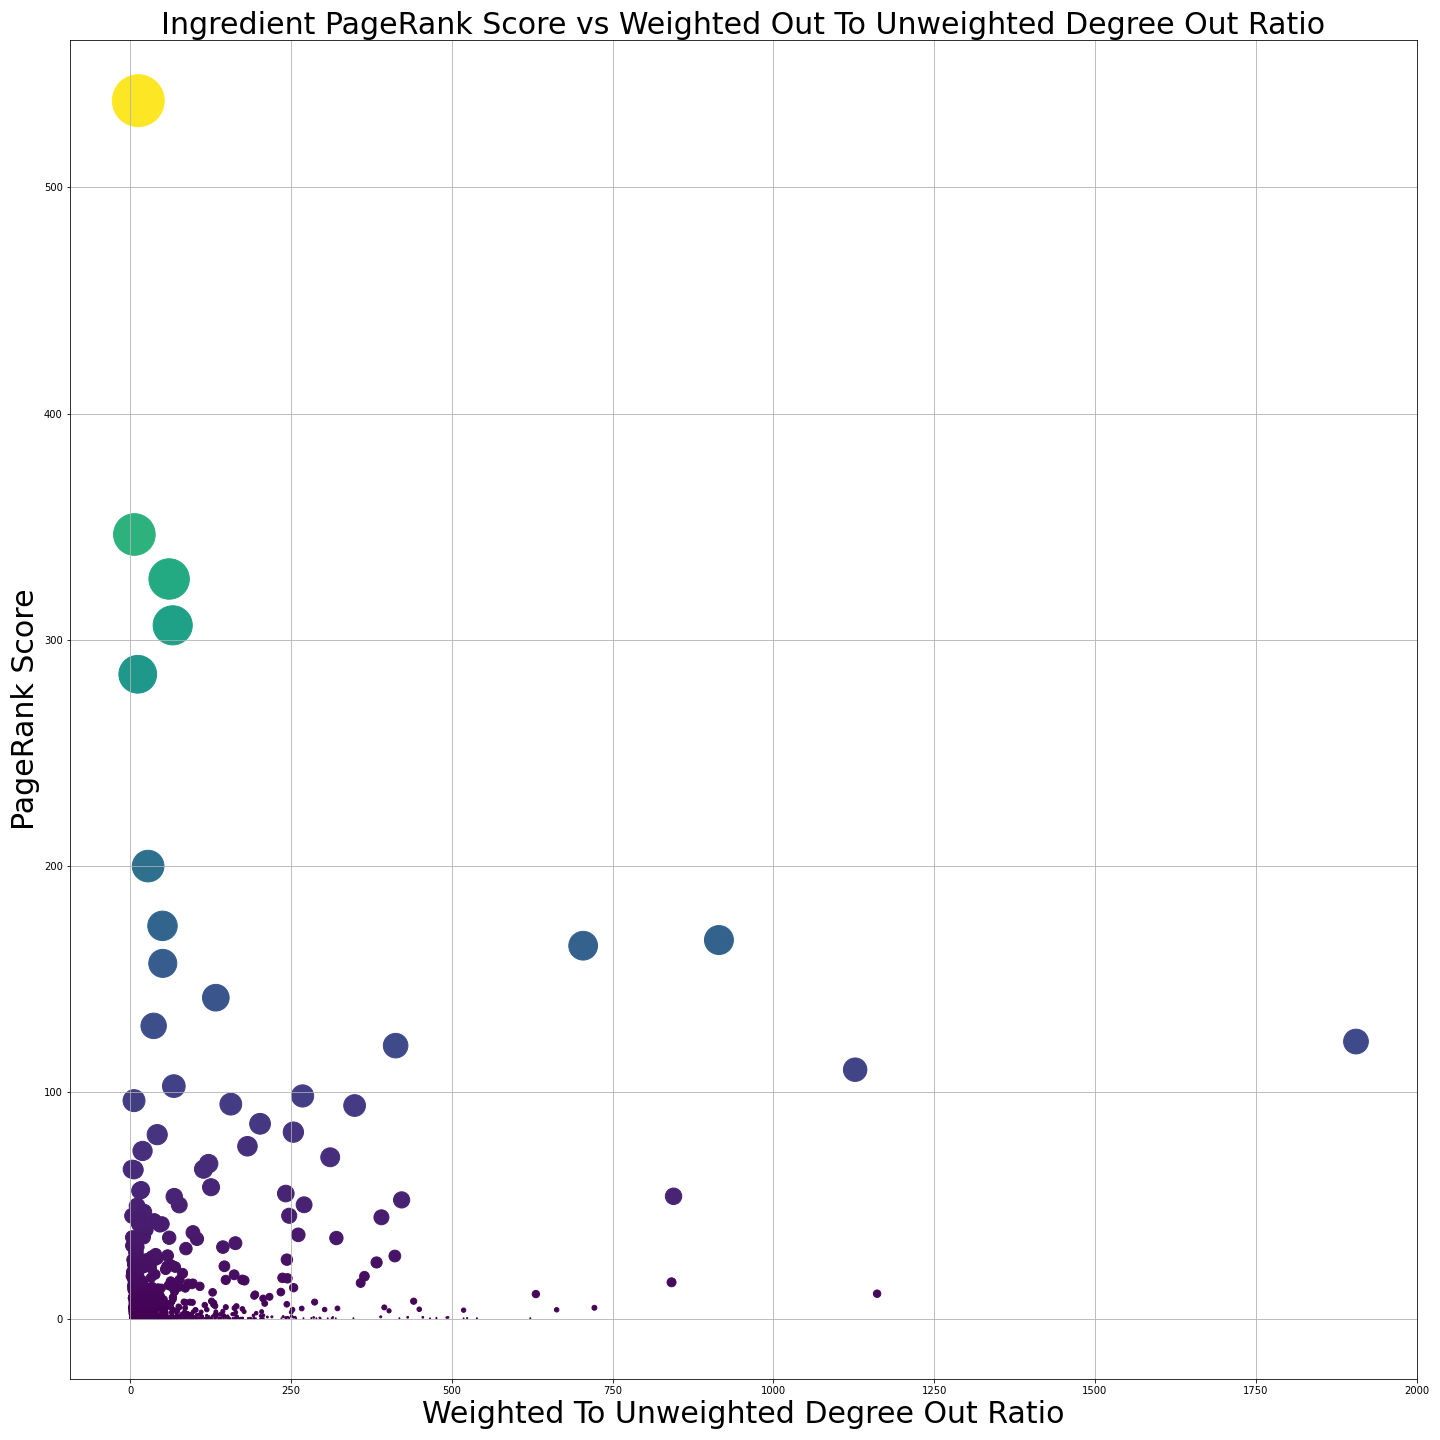 Ingredient PageRank Score vs Weighted Out To Unweighted Degree Out Ratio
PageRank Score
500
400
300
200
100
0
0 250 500 750 1000 1250 1500 1750 2000
Weighted To Unweighted Degree Out Ratio